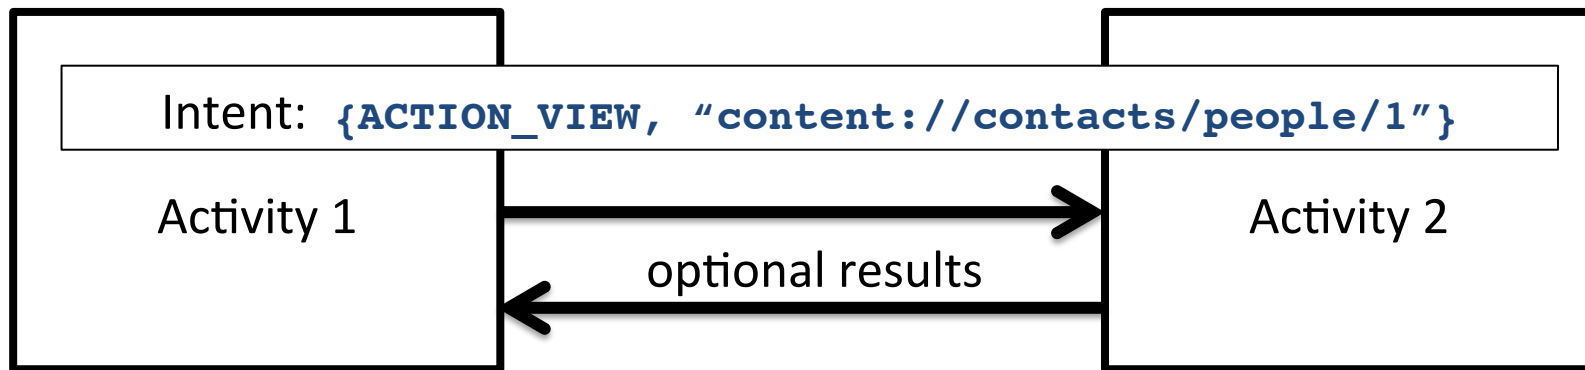 Intent: {ACTION_VIEW, “content://contacts/people/1”}
Activity 1
Activity 2
optional results